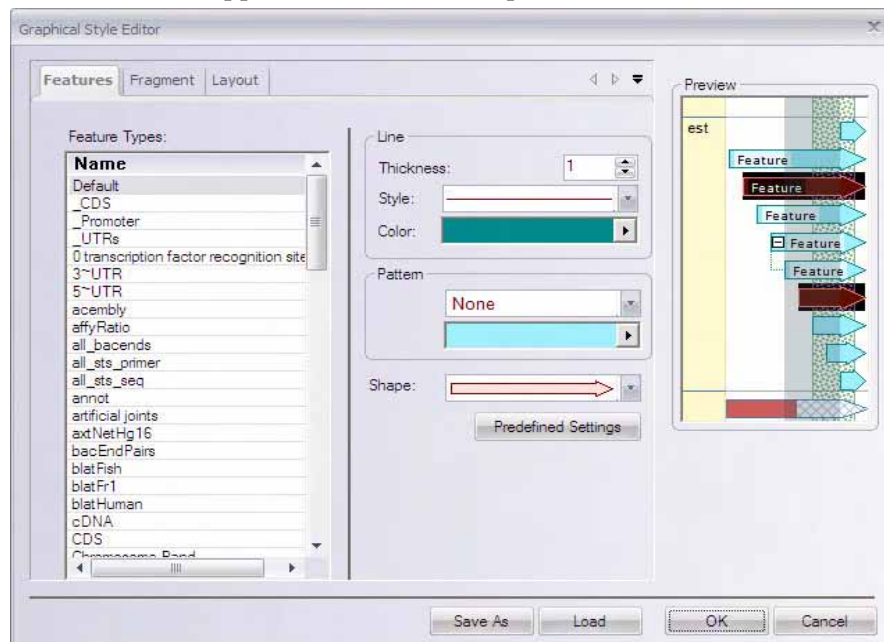 Graphical Style Editor
Features
Fragment
Layout
Feature Types:
Name
Default
_CDS
_Promoter
_UTRs
0 transcription factor recognition site
3~UTR
5~UTR
acembly
affyRatio
all_bacends
all_sts_primer
all_sts_seq
annot
artificial joints
axtNetHg16
bacEndPairs
blatFish
blatFr1
blatHuman
cDNA
CDS
Chromosome Band
Line
Thickness:
1
Style:
Color:
Pattern
None
Shape:
Predefined Settings
Preview
est
Feature
Feature
Feature
Feature
Feature
Save As
Load
OK
Cancel